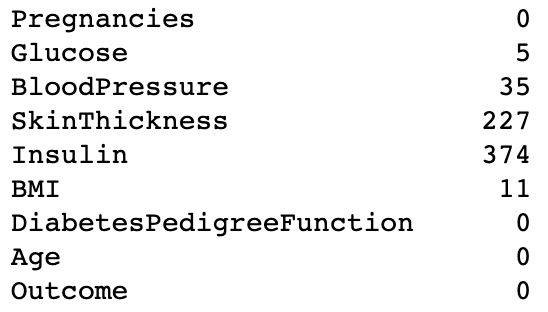 Pregnancies 0
Glucose 5
BloodPressure 35
SkinThickness 227
Insulin 374
BMI 11
DiabetesPedigreeFunction 0
Age 0
Outcome 0